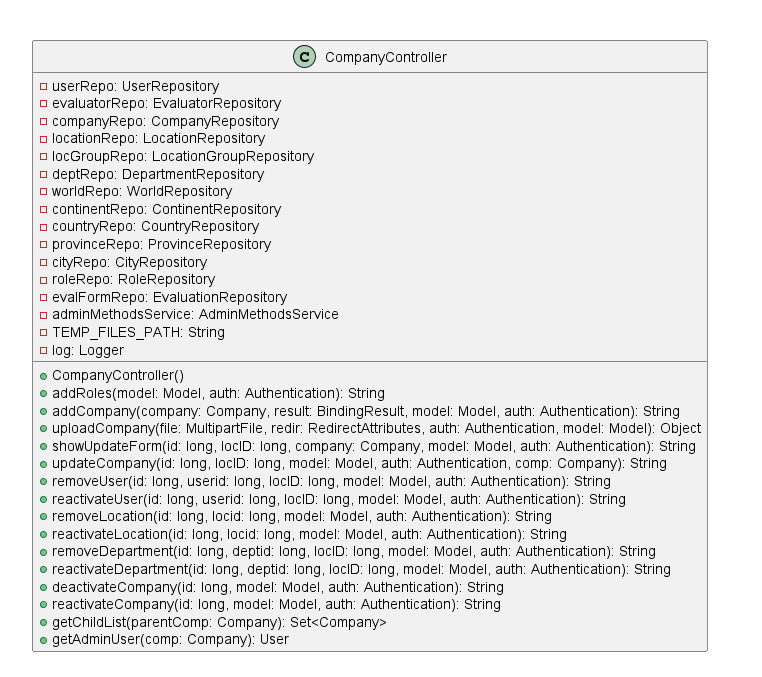 C CompanyController
userRepo: UserRepository
evaluatorRepo: EvaluatorRepository
companyRepo: CompanyRepository
locationRepo: LocationRepository
locGroupRepo: LocationGroupRepository
deptRepo: DepartmentRepository
worldRepo: WorldRepository
continentRepo: ContinentRepository
countryRepo: CountryRepository
provinceRepo: ProvinceRepository
cityRepo: CityRepository
roleRepo: RoleRepository
evalFormRepo: EvaluationRepository
adminMethodsService: AdminMethodsService
TEMP_FILES_PATH: String
log: Logger
CompanyController()
addRoles(model: Model, auth: Authentication): String
addCompany(company: Company, result: BindingResult, model: Model, auth: Authentication): String
uploadCompany(file: MultipartFile, redir: RedirectAttributes, auth: Authentication, model: Model): Object
showUpdateForm(id: long, locID: long, company: Company, model: Model, auth: Authentication): String
updateCompany(id: long, locID: long, model: Model, auth: Authentication, comp: Company): String
removeUser(id: long, userid: long, locID: long, model: Model, auth: Authentication): String
reactivateUser(id: long, userid: long, locID: long, model: Model, auth: Authentication): String
removeLocation(id: long, locid: long, model: Model, auth: Authentication): String
reactivateLocation(id: long, locid: long, model: Model, auth: Authentication): String
removeDepartment(id: long, deptid: long, locID: long, model: Model, auth: Authentication): String
reactivateDepartment(id: long, deptid: long, locID: long, model: Model, auth: Authentication): String
deactivateCompany(id: long, model: Model, auth: Authentication): String
reactivateCompany(id: long, model: Model, auth: Authentication): String
getChildList(parentComp: Company): Set<Company>
getAdminUser(comp: Company): User